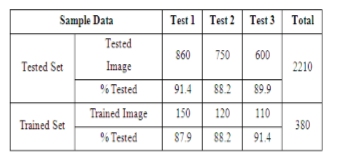 Sample Data Test 1 Test 2 Test 3 Total
Tested Set Tested Image 860 750 600 2210
% Tested 91.4 88.2 89.9
Trained Set Trained Image 150 120 110 380
% Tested 87.9 88.2 91.4